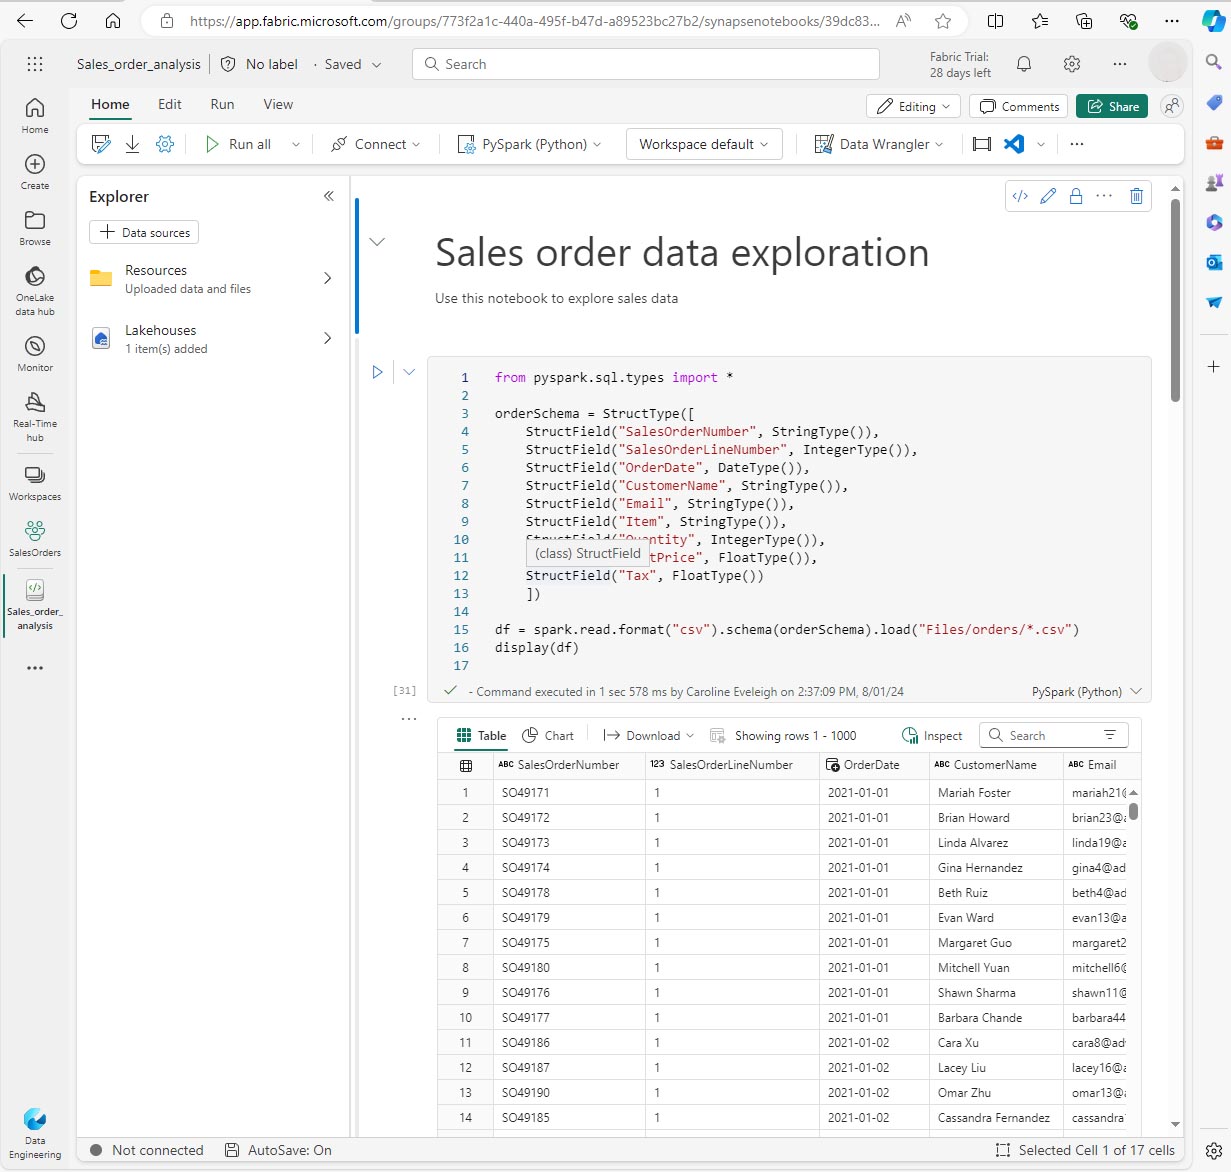 https://app.fabric.microsoft.com/groups/773f2a1c-440a-495f-b47d-a89523bc27b2/synapsenotebooks/39dc83...
Sales_order_analysis
No label
· Saved
Search
Fabric Trial:
28 days left
Home
Edit
Run
View
Editing
Comments
Share
Run all
Connect
PySpark (Python)
Workspace default
Data Wrangler
Home
Create
Browse
OneLake
data hub
Monitor
Real-Time
hub
Workspaces
SalesOrders
Sales_order_
analysis
Data
Engineering
Explorer
Data sources
Resources
Uploaded data and files
Lakehouses
1 item(s) added
Sales order data exploration
Use this notebook to explore sales data
1 from pyspark.sql.types import *
2
3 orderSchema = StructType([
4 StructField("SalesOrderNumber", StringType()),
5 StructField("SalesOrderLineNumber", IntegerType()),
6 StructField("OrderDate", DateType()),
7 StructField("CustomerName", StringType()),
8 StructField("Email", StringType()),
9 StructField("Item", StringType()),
10 StructField("Quantity", IntegerType()),
(class) StructField
11 tPrice", FloatType()),
12 StructField("Tax", FloatType())
13 ])
14
15 df = spark.read.format("csv").schema(orderSchema).load("Files/orders/*.csv")
16 display(df)
17
[31] - Command executed in 1 sec 578 ms by Caroline Eveleigh on 2:37:09 PM, 8/01/24 PySpark (Python)
Table Chart Download Showing rows 1 - 1000 Inspect Search
ABC SalesOrderNumber 123 SalesOrderLineNumber OrderDate ABC CustomerName ABC Email
1 SO49171 1 2021-01-01 Mariah Foster mariah21@
2 SO49172 1 2021-01-01 Brian Howard brian23@a
3 SO49173 1 2021-01-01 Linda Alvarez linda19@a
4 SO49174 1 2021-01-01 Gina Hernandez gina4@ad
5 SO49178 1 2021-01-01 Beth Ruiz beth4@ad
6 SO49179 1 2021-01-01 Evan Ward evan13@a
7 SO49175 1 2021-01-01 Margaret Guo margaret2
8 SO49180 1 2021-01-01 Mitchell Yuan mitchell6@
9 SO49176 1 2021-01-01 Shawn Sharma shawn11@
10 SO49177 1 2021-01-01 Barbara Chande barbara44
11 SO49186 1 2021-01-02 Cara Xu cara8@ad
12 SO49187 1 2021-01-02 Lacey Liu lacey16@a
13 SO49190 1 2021-01-02 Omar Zhu omar13@a
14 SO49185 1 2021-01-02 Cassandra Fernandez cassandra
Not connected
AutoSave: On
Selected Cell 1 of 17 cells